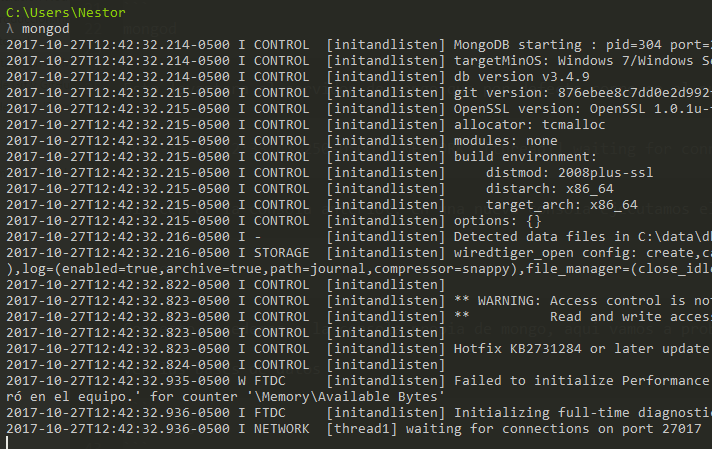 C:\Users\Nestor
λ mongod
2017-10-27T12:42:32.214-0500 I CONTROL  [initandlisten] MongoDB starting : pid=304 port=
2017-10-27T12:42:32.214-0500 I CONTROL  [initandlisten] targetMinOS: Windows 7/Windows
2017-10-27T12:42:32.214-0500 I CONTROL  [initandlisten] db version v3.4.9
2017-10-27T12:42:32.215-0500 I CONTROL  [initandlisten] git version: 876ebee8c7dd0e2d992
2017-10-27T12:42:32.215-0500 I CONTROL  [initandlisten] OpenSSL version: OpenSSL 1.0.1u-
2017-10-27T12:42:32.215-0500 I CONTROL  [initandlisten] allocator: tcmalloc
2017-10-27T12:42:32.215-0500 I CONTROL  [initandlisten] modules: none
2017-10-27T12:42:32.215-0500 I CONTROL  [initandlisten] build environment:
2017-10-27T12:42:32.215-0500 I CONTROL  [initandlisten]     distmod: 2008plus-ssl
2017-10-27T12:42:32.215-0500 I CONTROL  [initandlisten]     distarch: x86_64
2017-10-27T12:42:32.215-0500 I CONTROL  [initandlisten]     target_arch: x86_64
2017-10-27T12:42:32.215-0500 I CONTROL  [initandlisten] options: {}
2017-10-27T12:42:32.216-0500 I -        [initandlisten] Detected data files in C:\data\d
2017-10-27T12:42:32.216-0500 I STORAGE  [initandlisten] wiredtiger_open config: create,c
),log=(enabled=true,archive=true,path=journal,compressor=snappy),file_manager=(close_idl
2017-10-27T12:42:32.822-0500 I CONTROL  [initandlisten]
2017-10-27T12:42:32.823-0500 I CONTROL  [initandlisten] ** WARNING: Access control is no
2017-10-27T12:42:32.823-0500 I CONTROL  [initandlisten] **          Read and write acces
2017-10-27T12:42:32.823-0500 I CONTROL  [initandlisten]
2017-10-27T12:42:32.823-0500 I CONTROL  [initandlisten] Hotfix KB2731284 or later update
2017-10-27T12:42:32.824-0500 I CONTROL  [initandlisten]
2017-10-27T12:42:32.935-0500 W FTDC     [initandlisten] Failed to initialize Performance
ró en el equipo.' for counter '\Memory\Available Bytes'
2017-10-27T12:42:32.936-0500 I FTDC     [initandlisten] Initializing full-time diagnosti
2017-10-27T12:42:32.936-0500 I NETWORK  [thread1] waiting for connections on port 27017